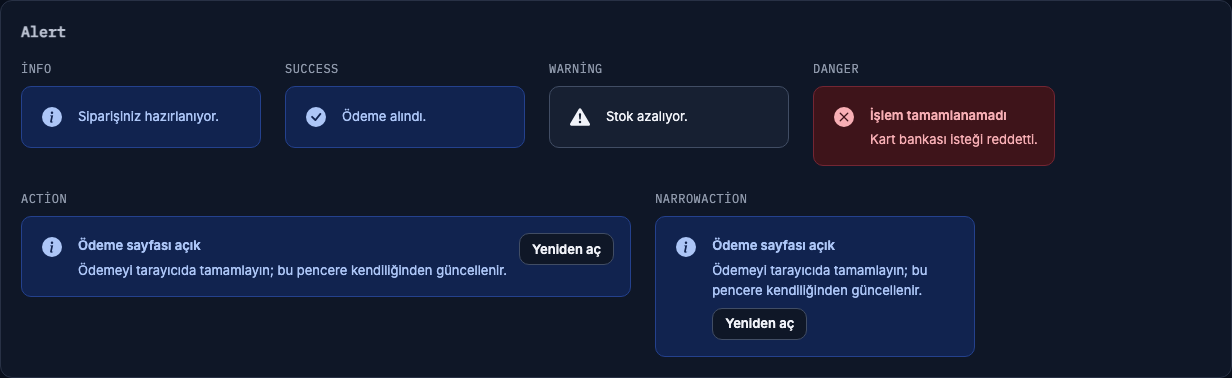 Alert
İNFO
SUCCESS
WARNİNG
DANGER
Siparişiniz hazırlanıyor.
Ödeme alındı.
Stok azalıyor.
İşlem tamamlanamadı
Kart bankası isteği reddetti.
ACTİON
NARROWACTİON
Ödeme sayfası açık
Ödemeyi tarayıcıda tamamlayın; bu pencere kendiliğinden güncellenir.
Yeniden aç
Ödeme sayfası açık
Ödemeyi tarayıcıda tamamlayın; bu
pencere kendiliğinden güncellenir.
Yeniden aç